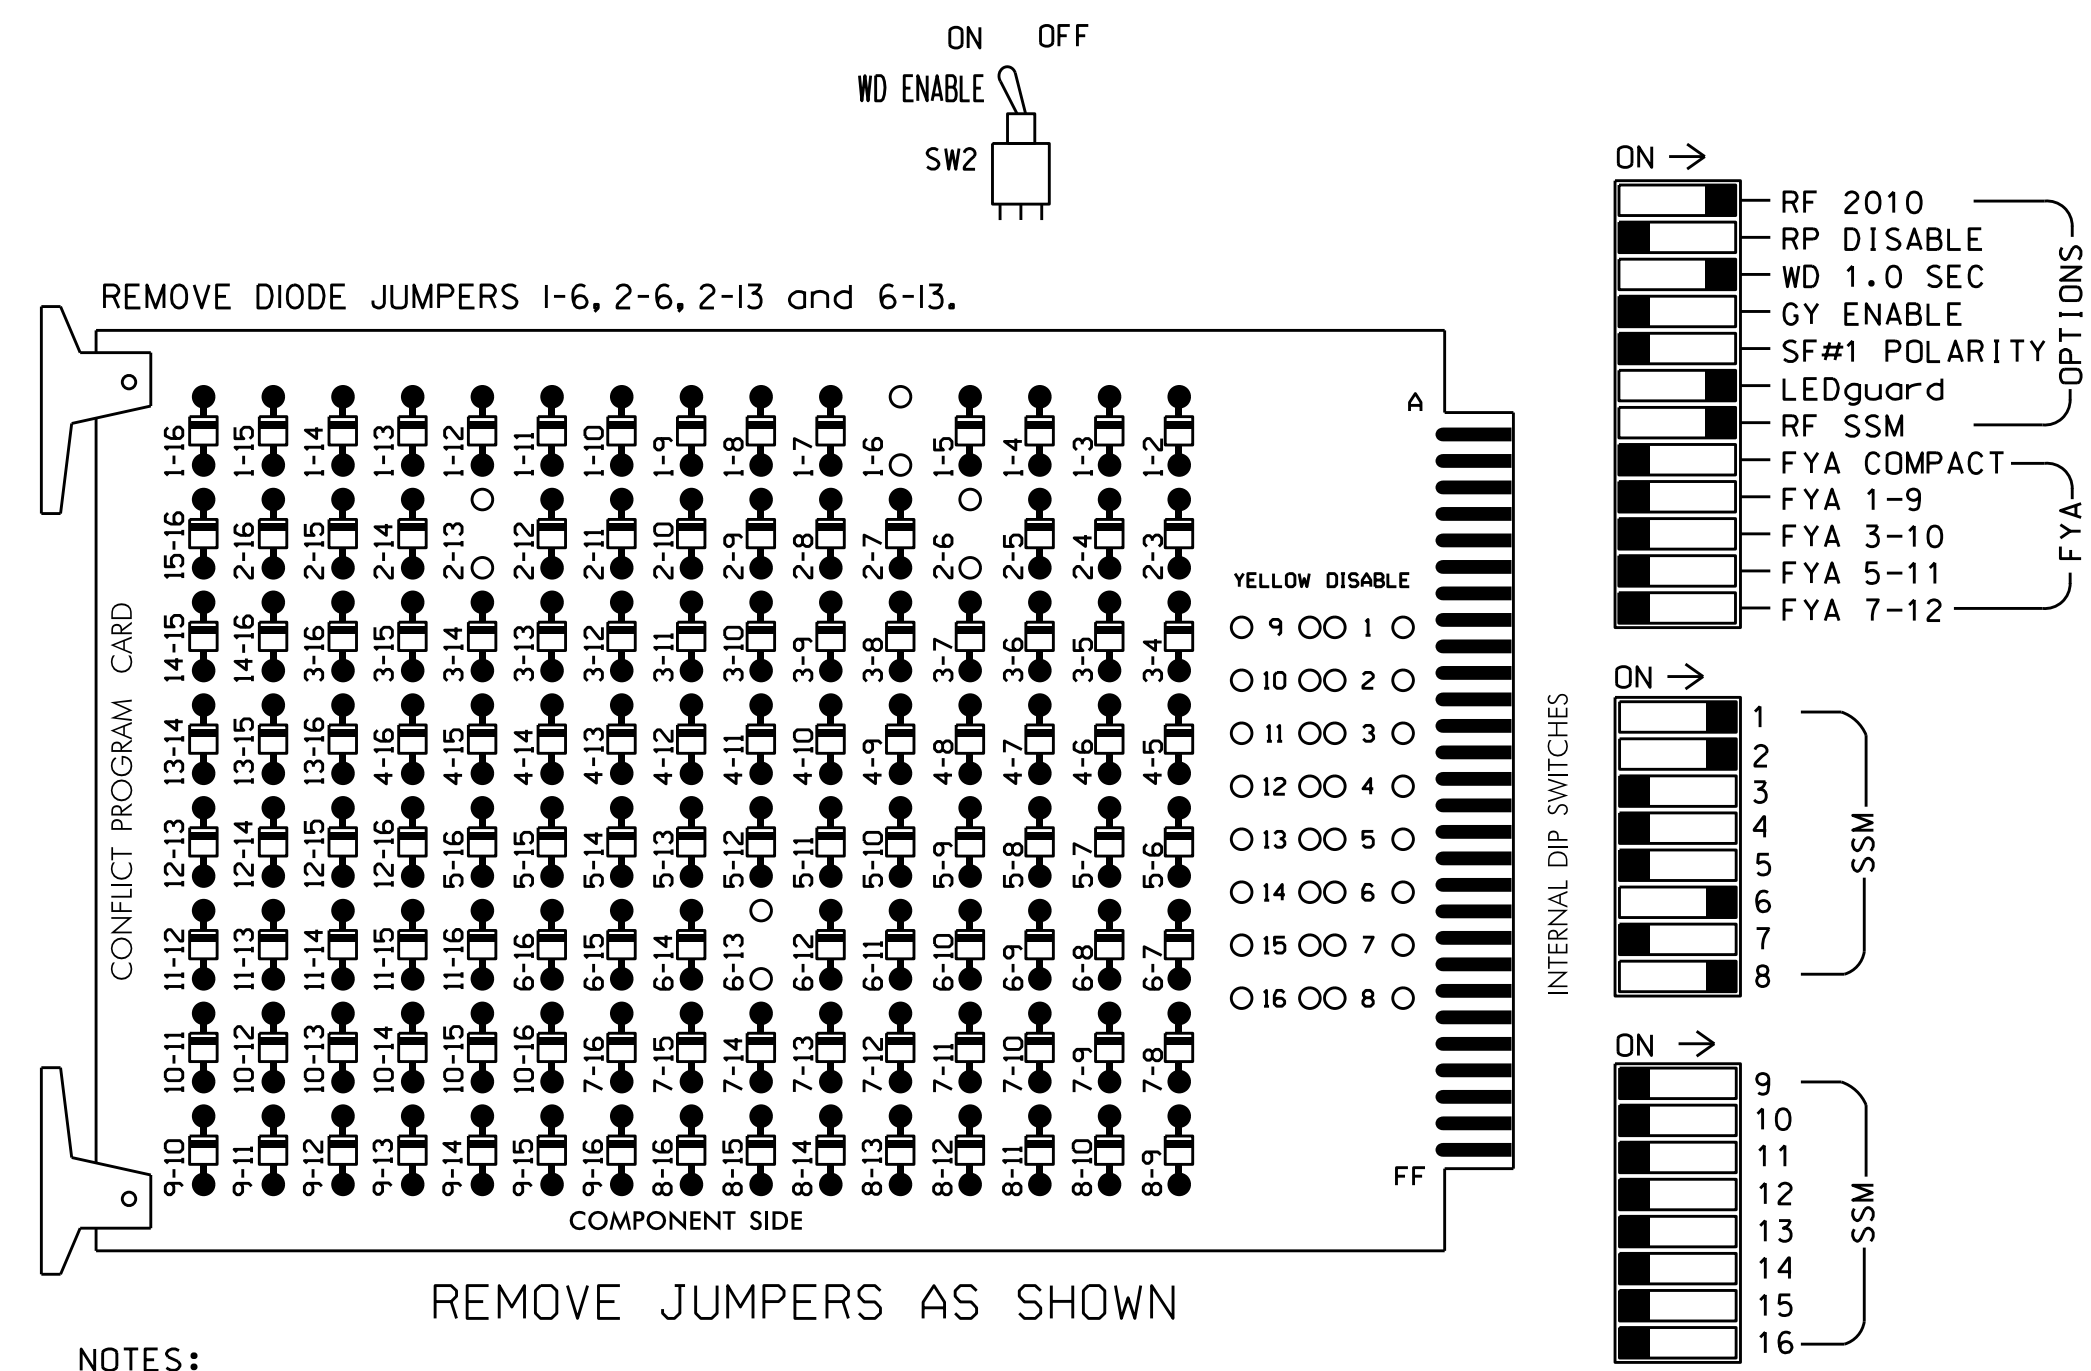 ON OFF
WD ENABLE
SW2
REMOVE DIODE JUMPERS 1-6, 2-6, 2-13 and 6-13.
CONFLICT PROGRAM CARD
1-16 1-15 1-14 1-13 1-12 1-11 1-10 1-9 1-8 1-7 1-6 1-5 1-4 1-3 1-2
15-16 2-16 2-15 2-14 2-13 2-12 2-11 2-10 2-9 2-8 2-7 2-6 2-5 2-4 2-3
14-15 14-16 3-16 3-15 3-14 3-13 3-12 3-11 3-10 3-9 3-8 3-7 3-6 3-5 3-4
13-14 13-15 13-16 4-16 4-15 4-14 4-13 4-12 4-11 4-10 4-9 4-8 4-7 4-6 4-5
12-13 12-14 12-15 12-16 5-16 5-15 5-14 5-13 5-12 5-11 5-10 5-9 5-8 5-7 5-6
11-12 11-13 11-14 11-15 11-16 6-16 6-15 6-14 6-13 6-12 6-11 6-10 6-9 6-8 6-7
10-11 10-12 10-13 10-14 10-15 10-16 7-16 7-15 7-14 7-13 7-12 7-11 7-10 7-9 7-8
9-10 9-11 9-12 9-13 9-14 9-15 9-16 8-16 8-15 8-14 8-13 8-12 8-11 8-10 8-9
COMPONENT SIDE
A
YELLOW DISABLE
9 1
10 2
11 3
12 4
13 5
14 6
15 7
16 8
FF
REMOVE JUMPERS AS SHOWN
NOTES:
INTERNAL DIP SWITCHES
ON
RF 2010
RP DISABLE
WD 1.0 SEC
GY ENABLE
SF#1 POLARITY
LEDguard
RF SSM
OPTIONS
FYA COMPACT
FYA 1-9
FYA 3-10
FYA 5-11
FYA 7-12
FYA
ON
1
2
3
4
5
6
7
8
SSM
ON
9
10
11
12
13
14
15
16
SSM